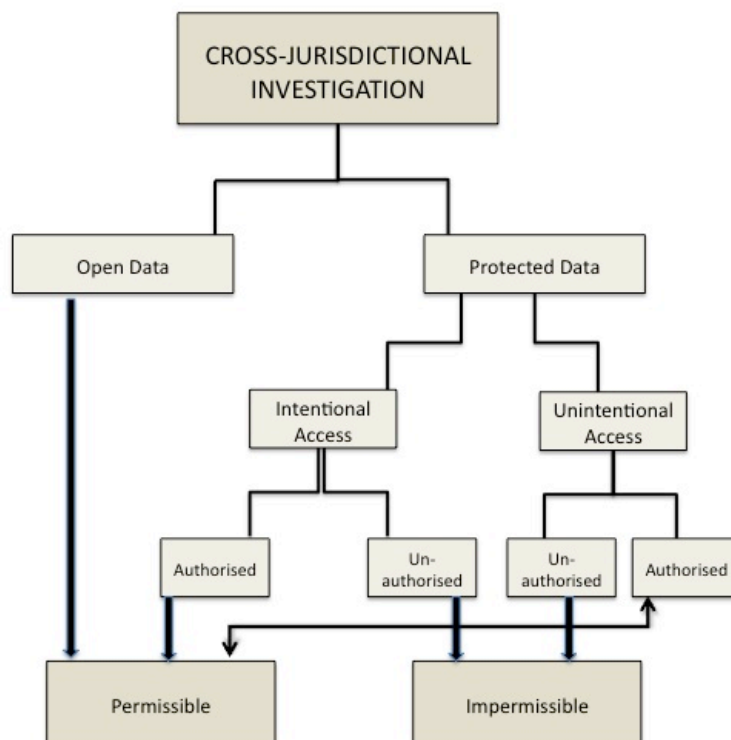 CROSS-JURISDICTIONAL
INVESTIGATION
Open Data
Protected Data
Intentional
Access
Unintentional
Access
Authorised
Un-
authorised
Un-
authorised
Authorised
Permissible
Impermissible